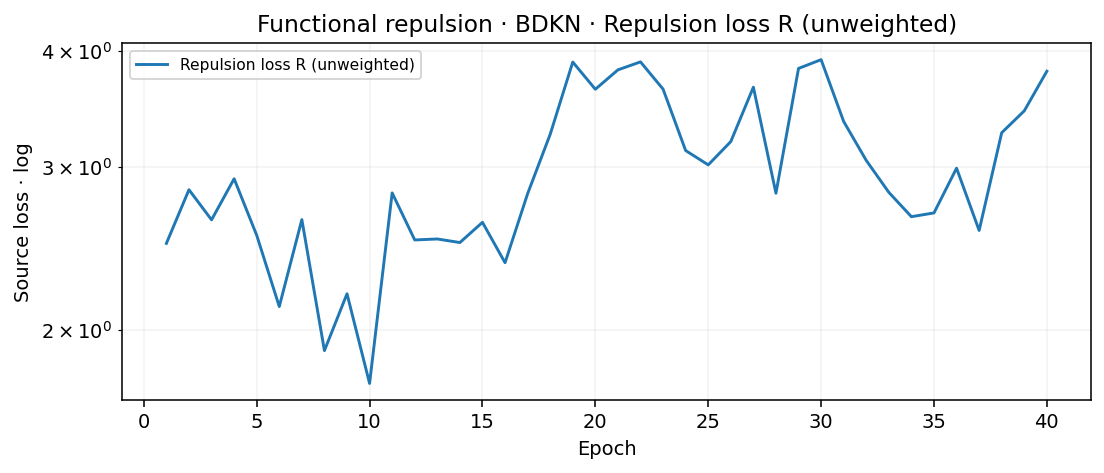 Functional repulsion · BDKN · Repulsion loss R (unweighted)
Repulsion loss R (unweighted)
Source loss · log
4 × 10⁰
3 × 10⁰
2 × 10⁰
0 5 10 15 20 25 30 35 40
Epoch